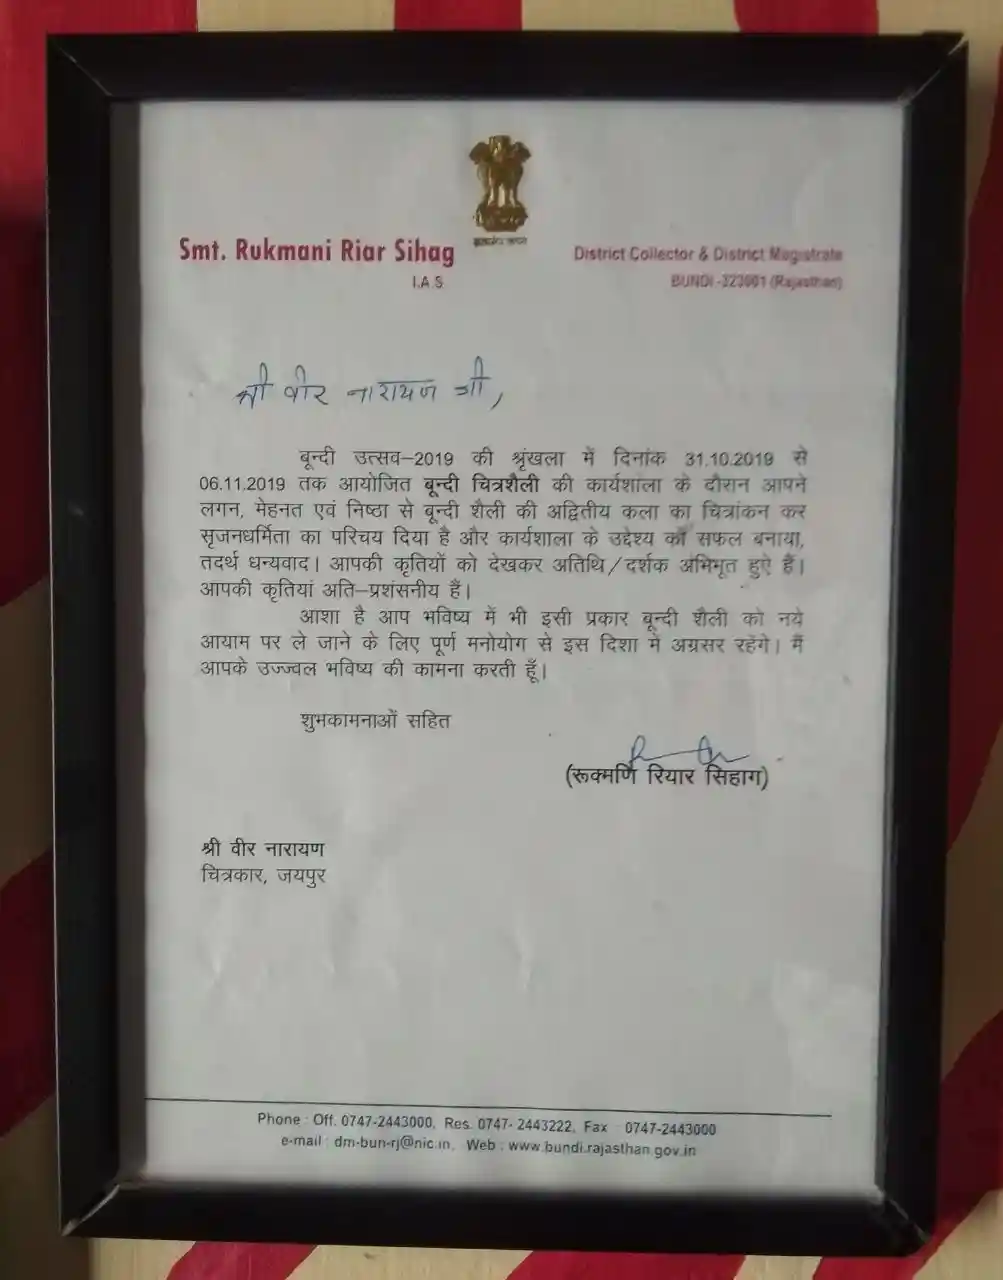 सत्यमेव जयते
Smt. Rukmani Riar Sihag
I.A.S
District Collector & District Magistrate
BUNDI -323001 (Rajasthan)
श्री वीर नारायण जी,
बून्दी उत्सव–2019 की श्रृंखला में दिनांक 31.10.2019 से
06.11.2019 तक आयोजित बून्दी चित्रशैली की कार्यशाला के दौरान आपने
लगन, मेहनत एवं निष्ठा से बून्दी शैली की अद्वितीय कला का चित्रांकन कर
सृजनधर्मिता का परिचय दिया है और कार्यशाला के उद्देश्य को सफल बनाया,
तदर्थ धन्यवाद। आपकी कृतियों को देखकर अतिथि/दर्शक अभिभूत हुऐ हैं।
आपकी कृतियां अति–प्रशंसनीय हैं।
आशा है आप भविष्य में भी इसी प्रकार बून्दी शैली को नये
आयाम पर ले जाने के लिए पूर्ण मनोयोग से इस दिशा में अग्रसर रहेंगे। मैं
आपके उज्ज्वल भविष्य की कामना करती हूँ।
शुभकामनाओं सहित
(रूक्मणि रियार सिहाग)
श्री वीर नारायण
चित्रकार, जयपुर
Phone : Off. 0747-2443000, Res. 0747- 2443222, Fax : 0747-2443000
e-mail : dm-bun-rj@nic.in, Web : www.bundi.rajasthan.gov.in